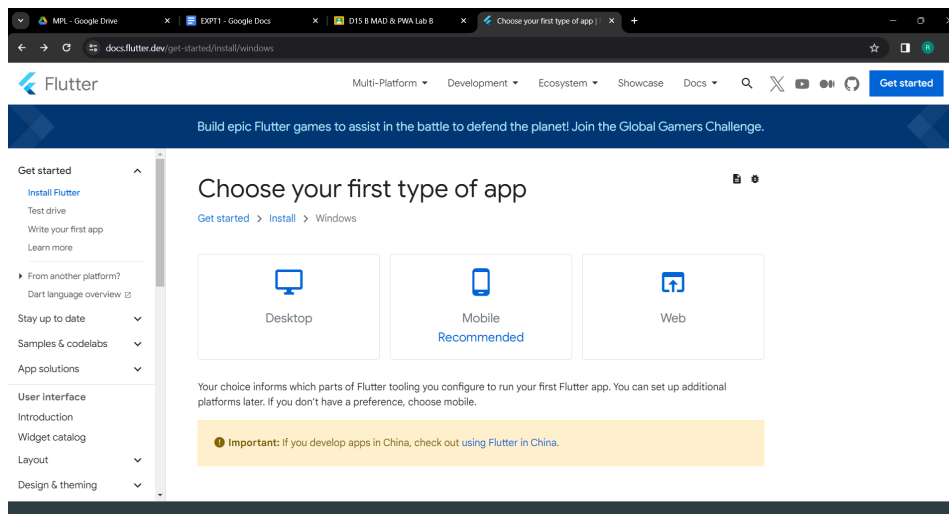 MPL - Google Drive
EXPT1 - Google Docs
D15 B MAD & PWA Lab B
Choose your first type of app |
docs.flutter.dev/get-started/install/windows
R
Flutter
Multi-Platform
Development
Ecosystem
Showcase
Docs
Get started
Build epic Flutter games to assist in the battle to defend the planet! Join the Global Gamers Challenge.
Get started
Install Flutter
Test drive
Write your first app
Learn more
From another platform?
Dart language overview
Stay up to date
Samples & codelabs
App solutions
User interface
Introduction
Widget catalog
Layout
Design & theming
Choose your first type of app
Get started > Install > Windows
Desktop
Mobile
Recommended
Web
Your choice informs which parts of Flutter tooling you configure to run your first Flutter app. You can set up additional
platforms later. If you don’t have a preference, choose mobile.
Important: If you develop apps in China, check out using Flutter in China.